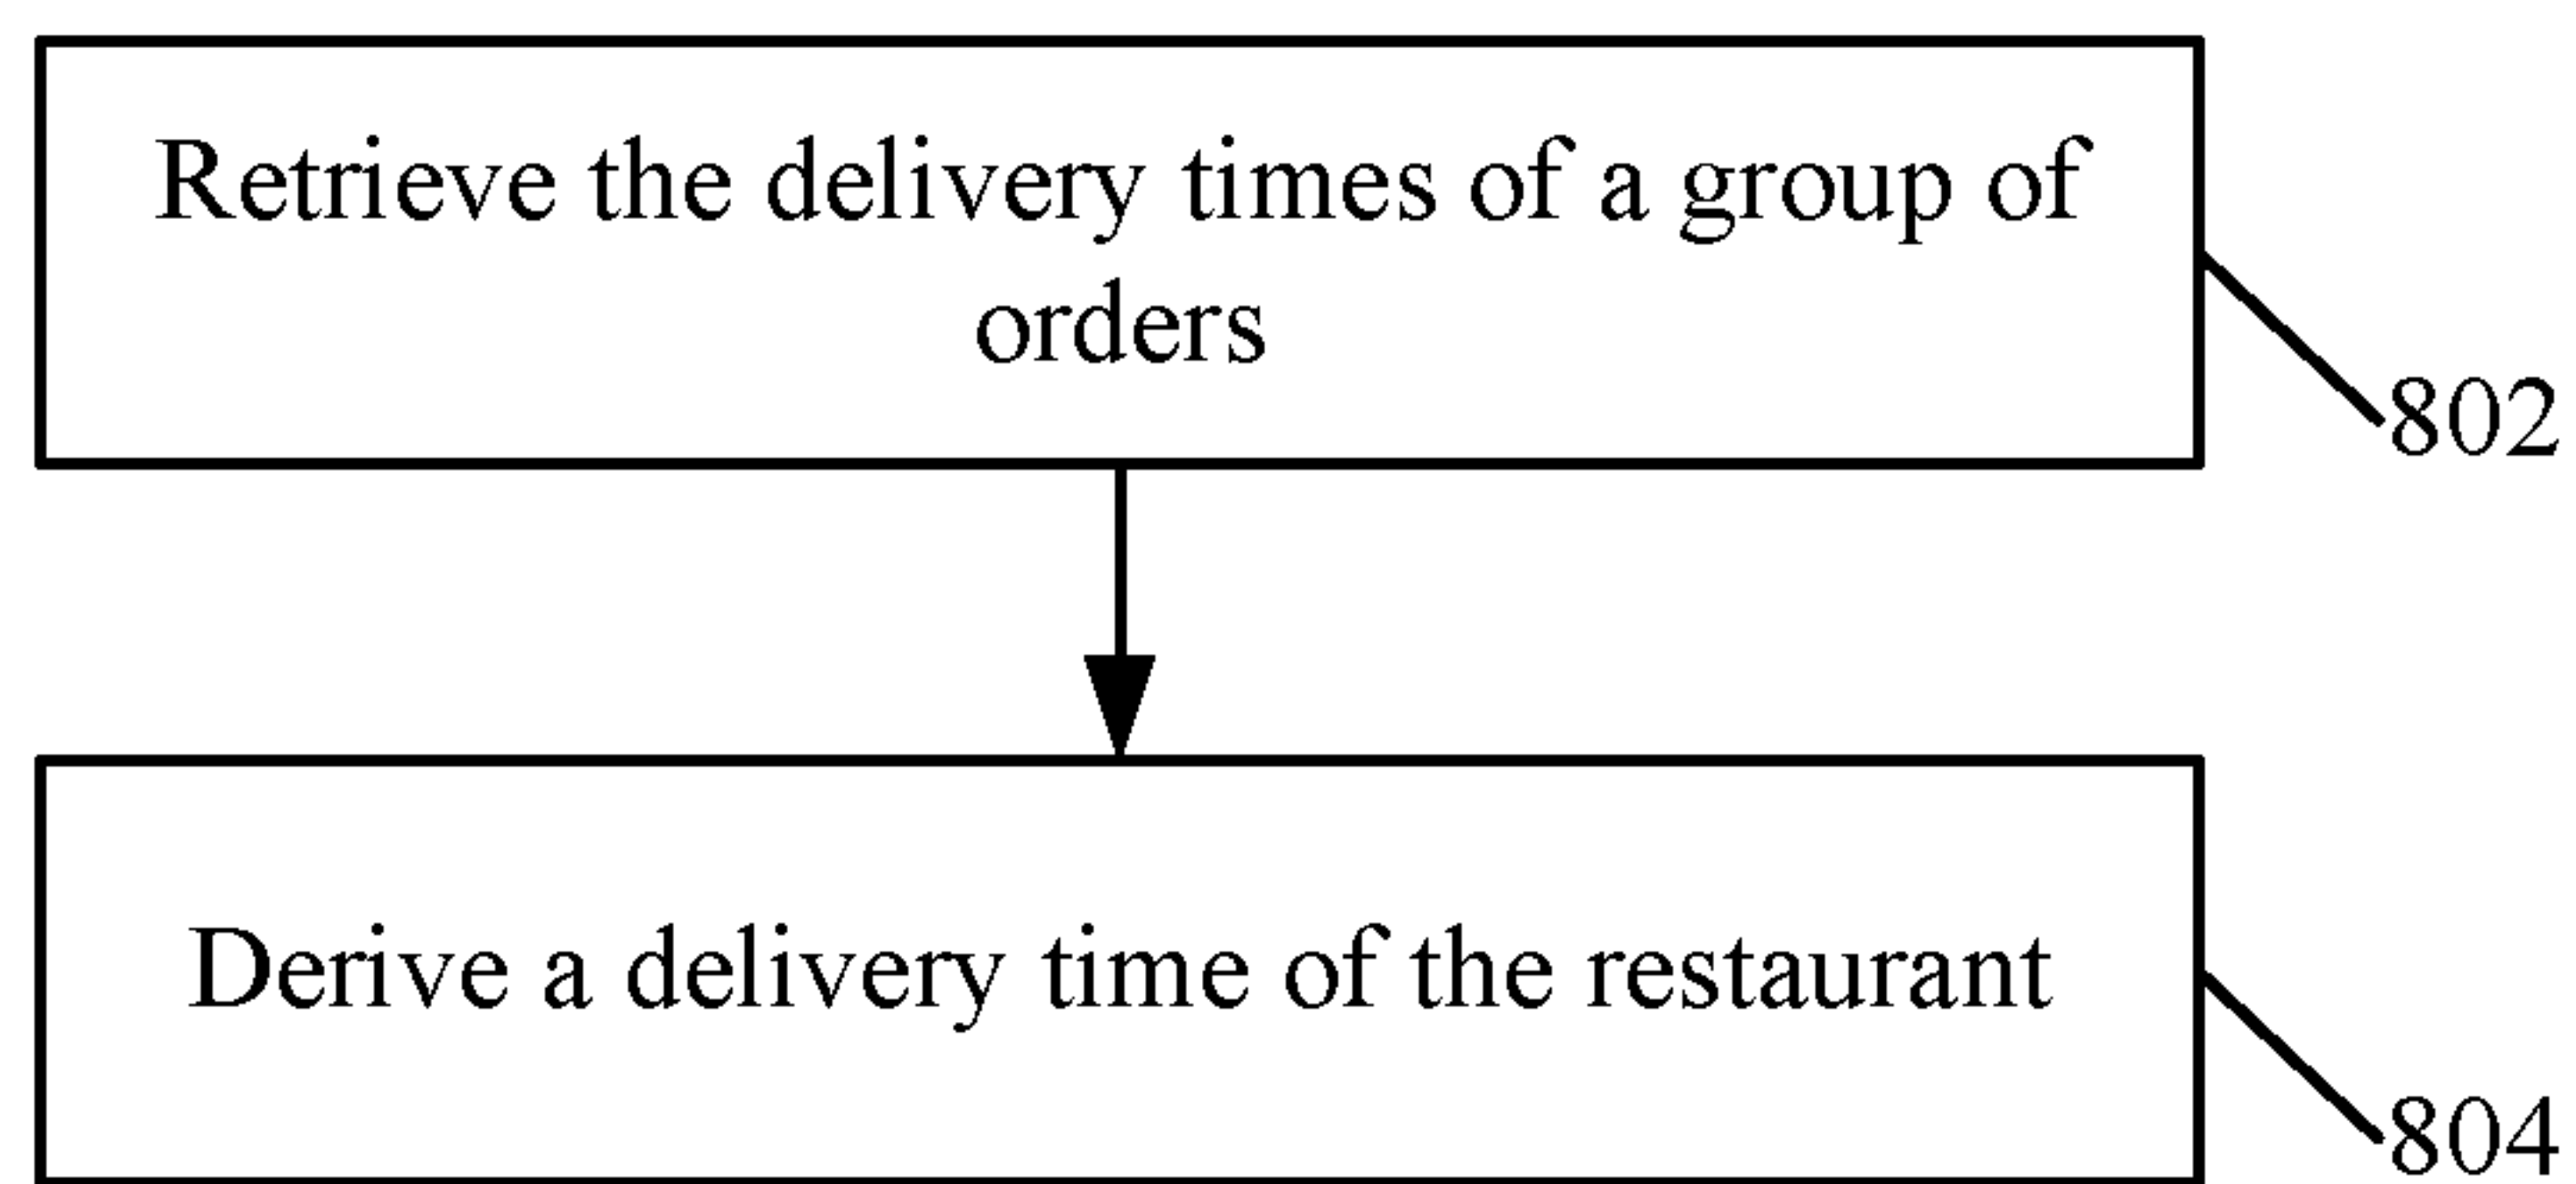 Retrieve the delivery times of a group of
orders
802
Derive a delivery time of the restaurant
804